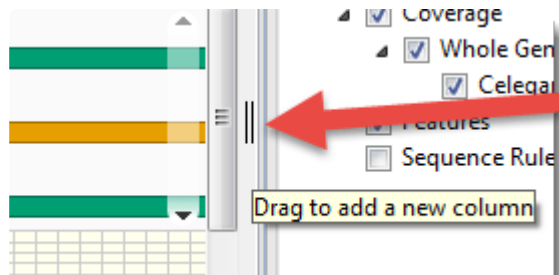 Coverage
Whole Gen
Celegan
Features
Sequence Rule
Drag to add a new column